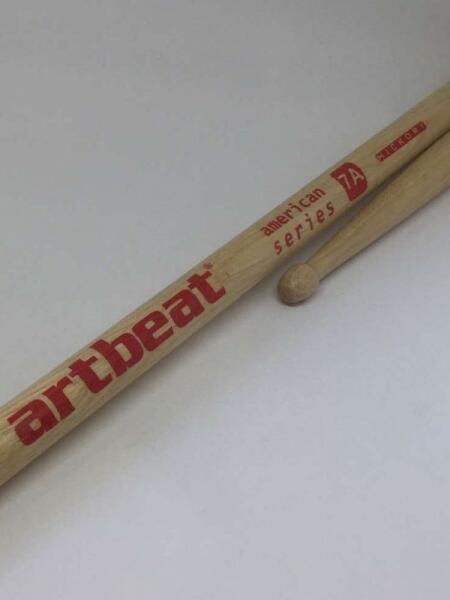 artbeat®
american
series
7A
HICKORY